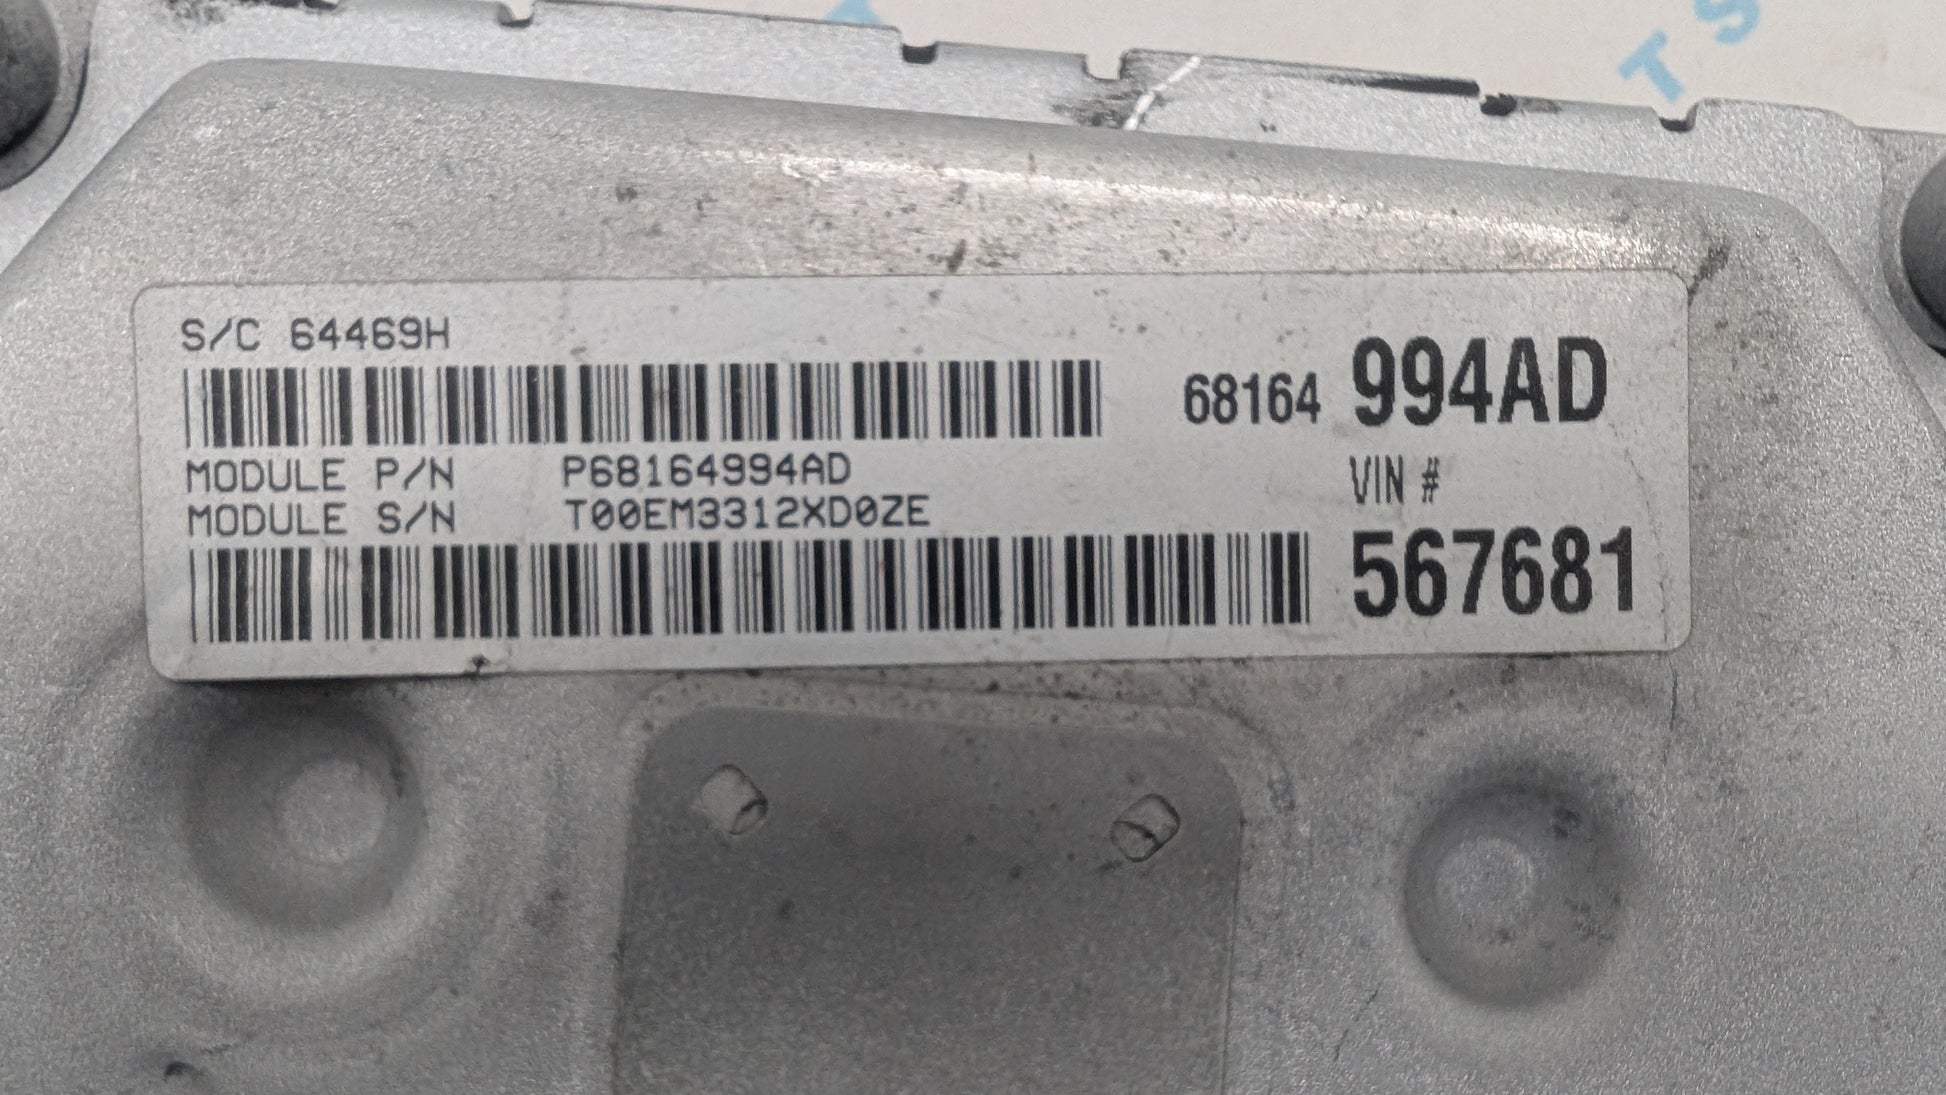 T S
S/C 64469H
68164 994AD
MODULE P/N P68164994AD
MODULE S/N T00EM3312XD0ZE
VIN #
567681